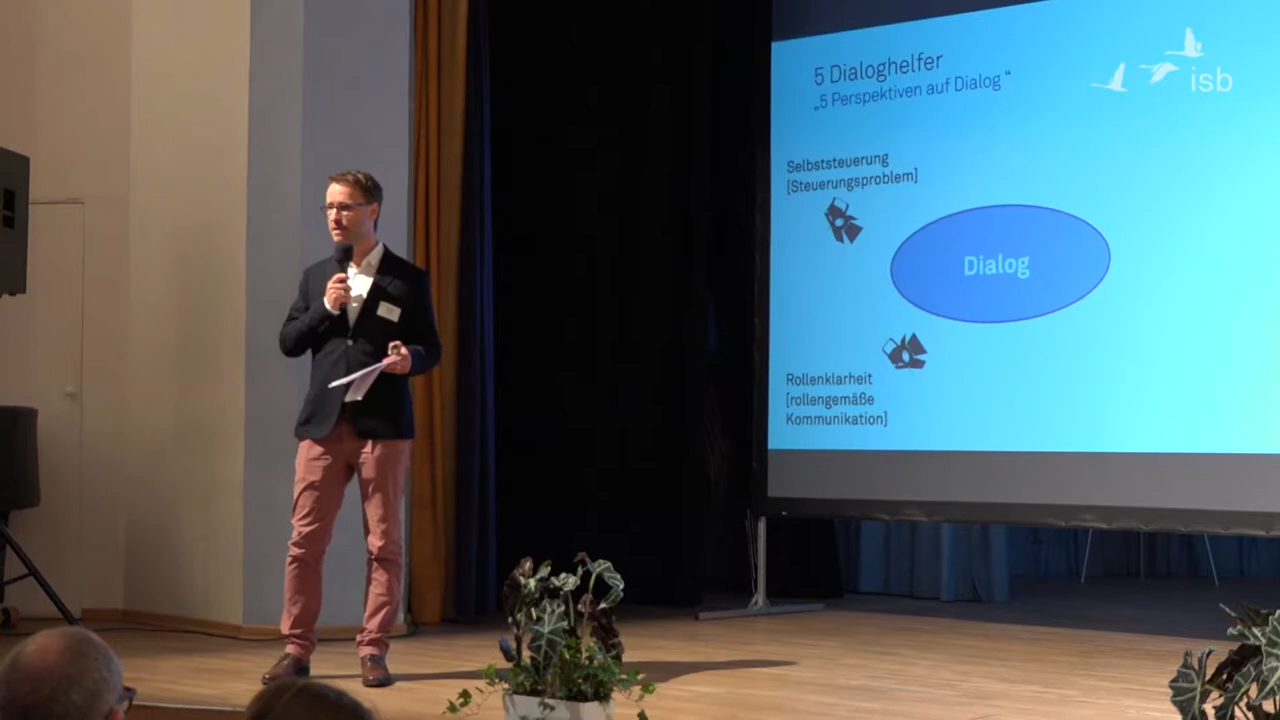 5 Dialoghelfer
„5 Perspektiven auf Dialog “
isb
Selbststeuerung
[Steuerungsproblem]
Dialog
Rollenklarheit
[rollengemäße
Kommunikation]